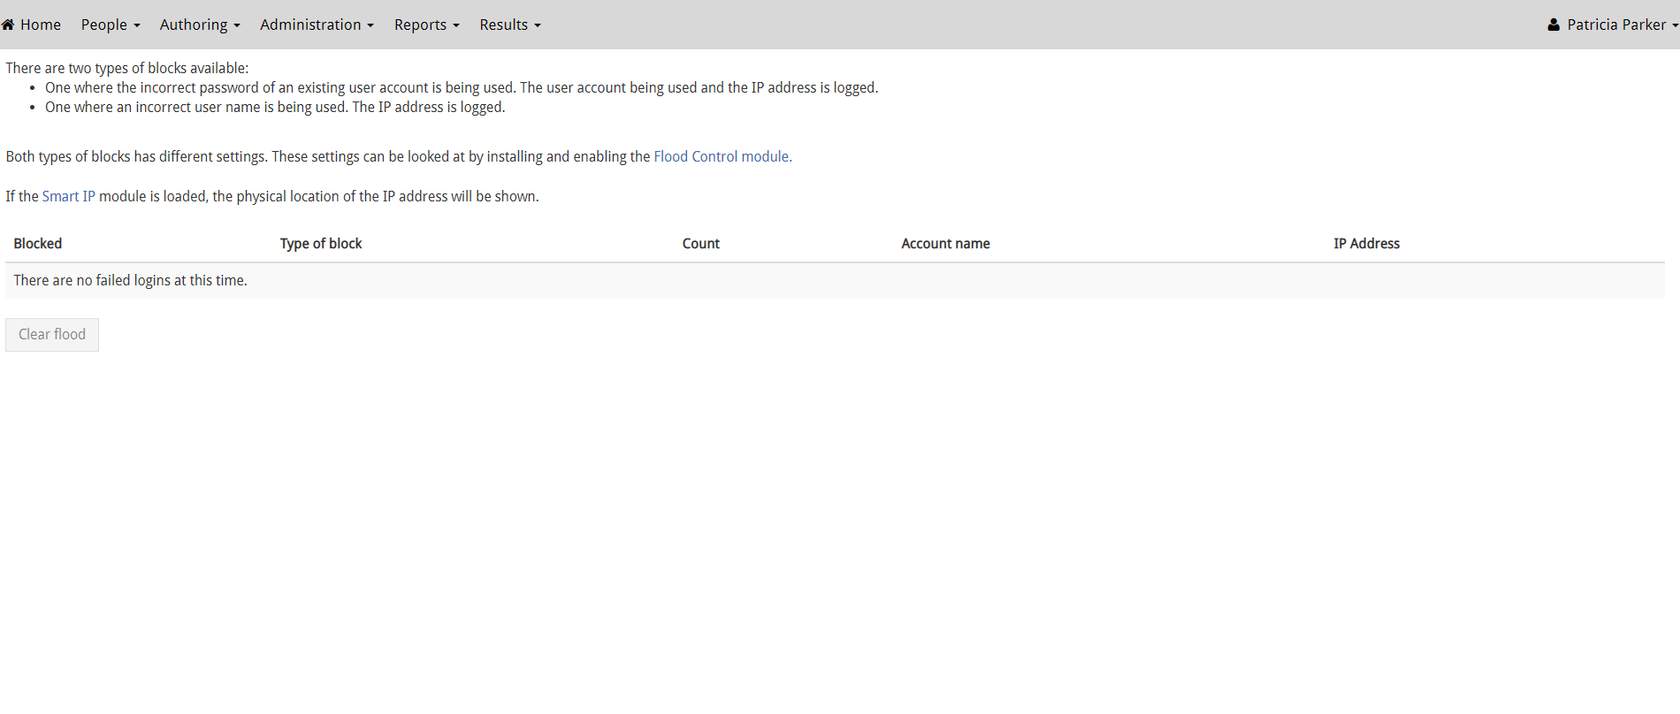 Home People Authoring Administration Reports Results Patricia Parker
There are two types of blocks available:
• One where the incorrect password of an existing user account is being used. The user account being used and the IP address is logged.
• One where an incorrect user name is being used. The IP address is logged.
Both types of blocks has different settings. These settings can be looked at by installing and enabling the Flood Control module.
If the Smart IP module is loaded, the physical location of the IP address will be shown.
Blocked Type of block Count Account name IP Address
There are no failed logins at this time.
Clear flood